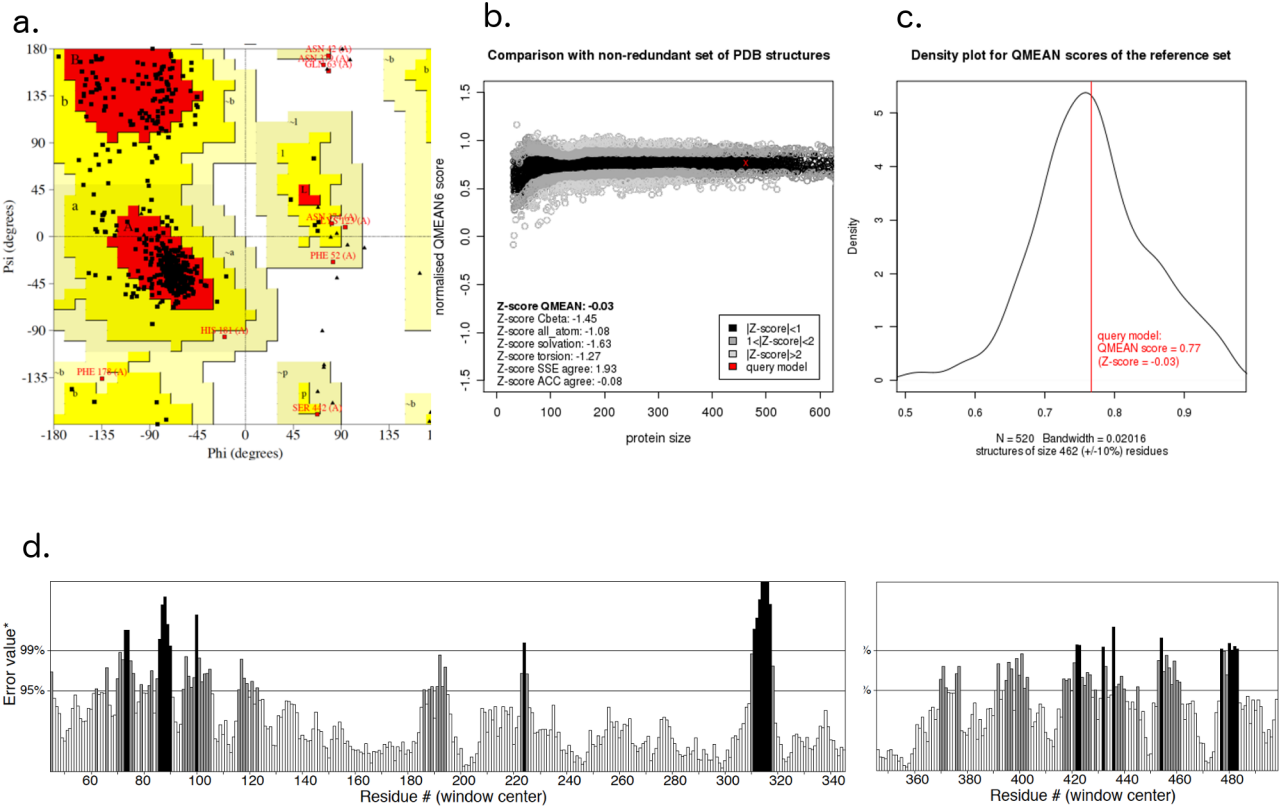 a.
180
135
90
45
0
-45
-90
-135
-180
-135
-90
-45
0
45
90
135
Psi (degrees)
Phi (degrees)
B
b
~b
~b
b
~l
l
L
a
A
~a
~b
b
~p
p
~b
ASN 42 (A)
GLN 63 (A)
PHE 52 (A)
HIS 181 (A)
PHE 178 (A)
SER 442 (A)
b.
Comparison with non-redundant set of PDB structures
normalised QMEAN6 score
1.5
1.0
0.5
0.0
-0.5
-1.0
-1.5
x
Z-score QMEAN: -0.03
Z-score Cbeta: -1.45
Z-score all_atom: -1.08
Z-score solvation: -1.63
Z-score torsion: -1.27
Z-score SSE agree: 1.93
Z-score ACC agree: -0.08
|Z-score|<1
1<|Z-score|<2
|Z-score|>2
query model
0 100 200 300 400 500 600
protein size
c.
Density plot for QMEAN scores of the reference set
Density
5
4
3
2
1
0
query model:
QMEAN score = 0.77
(Z-score = -0.03)
0.5 0.6 0.7 0.8 0.9
N = 520 Bandwidth = 0.02016
structures of size 462 (+/-10%) residues
d.
Error value*
99%
95%
60 80 100 120 140 160 180 200 220 240 260 280 300 320 340
Residue # (window center)
%
%
360 380 400 420 440 460 480
Residue # (window center)